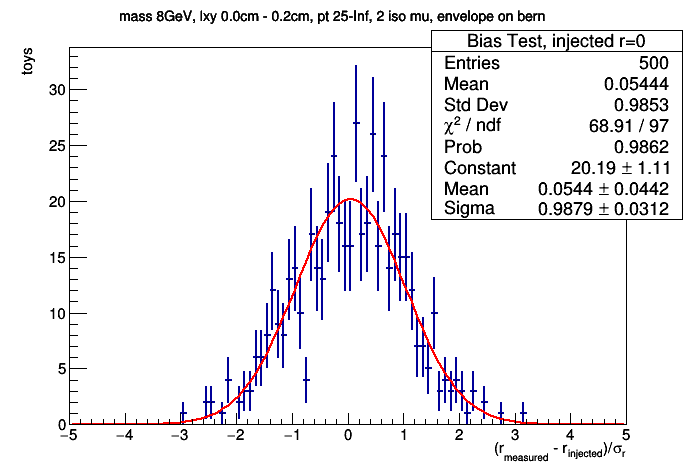 mass 8GeV, lxy 0.0cm - 0.2cm, pt 25-Inf, 2 iso mu, envelope on bern
Bias Test, injected r=0
Entries 500
Mean 0.05444
Std Dev 0.9853
χ² / ndf 68.91 / 97
Prob 0.9862
Constant 20.19 ± 1.11
Mean 0.0544 ± 0.0442
Sigma 0.9879 ± 0.0312
toys
30
25
20
15
10
5
0
−5 −4 −3 −2 −1 0 1 2 3 4 5
(r_measured - r_injected)/σ_r